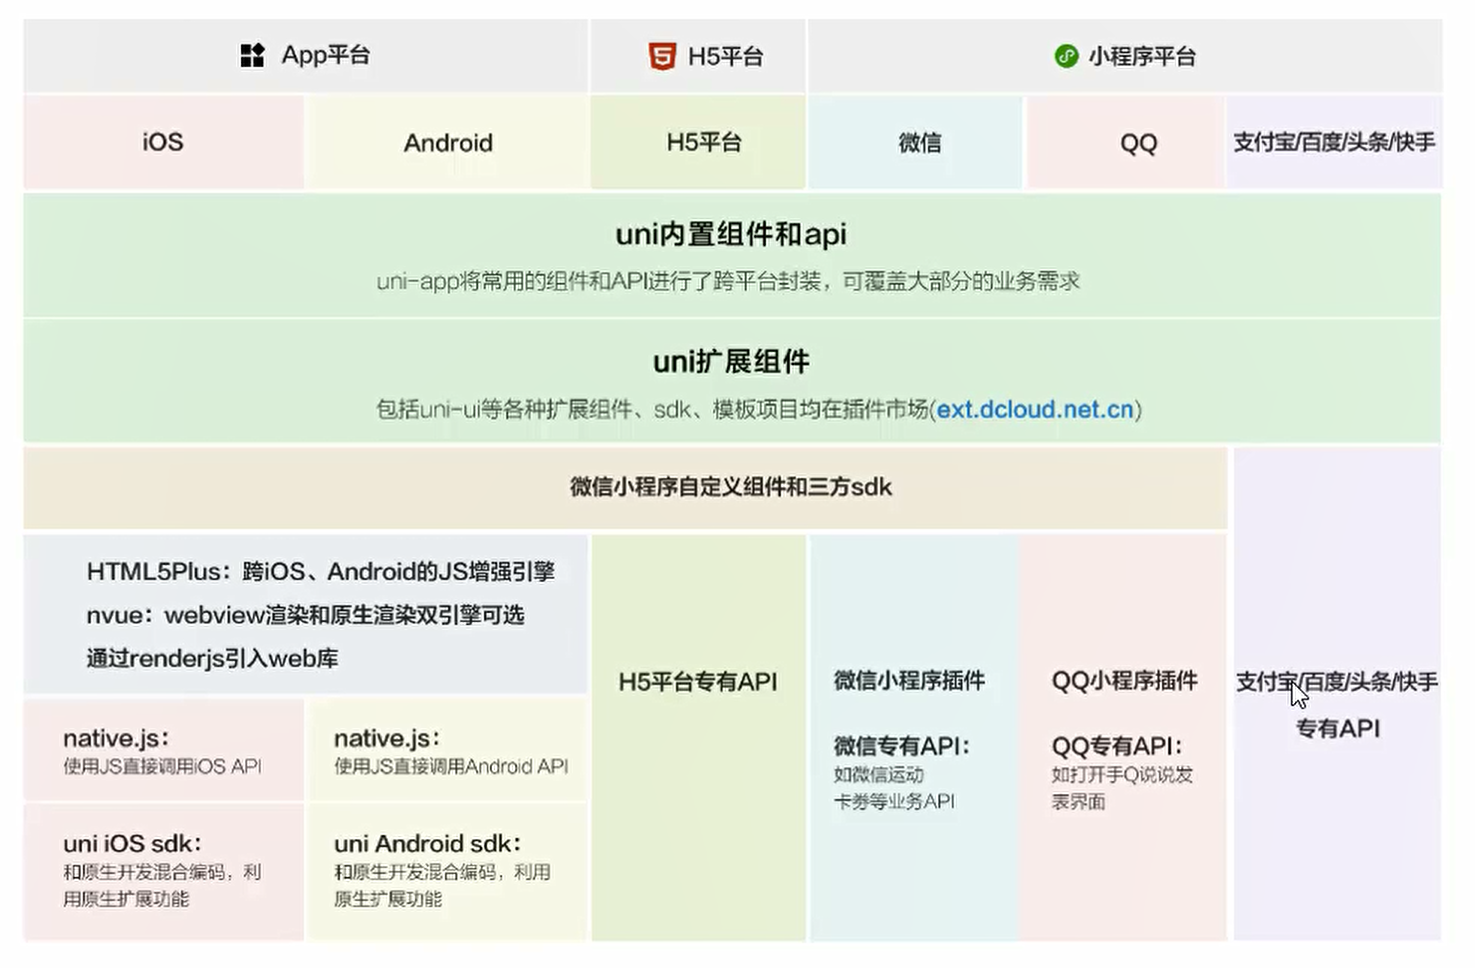 App平台
H5平台
小程序平台
iOS
Android
H5平台
微信
QQ
支付宝/百度/头条/快手
uni内置组件和api
uni-app将常用的组件和API进行了跨平台封装，可覆盖大部分的业务需求
uni扩展组件
包括uni-ui等各种扩展组件、sdk、模板项目均在插件市场(ext.dcloud.net.cn)
微信小程序自定义组件和三方sdk
HTML5Plus：跨iOS、Android的JS增强引擎
nvue：webview渲染和原生渲染双引擎可选
通过renderjs引入web库
native.js：
使用JS直接调用iOS API
native.js：
使用JS直接调用Android API
uni iOS sdk：
和原生开发混合编码，利
用原生扩展功能
uni Android sdk：
和原生开发混合编码，利用
原生扩展功能
H5平台专有API
微信小程序插件
微信专有API：
如微信运动
卡券等业务API
QQ小程序插件
QQ专有API：
如打开手Q说说发
表界面
支付宝/百度/头条/快手
专有API